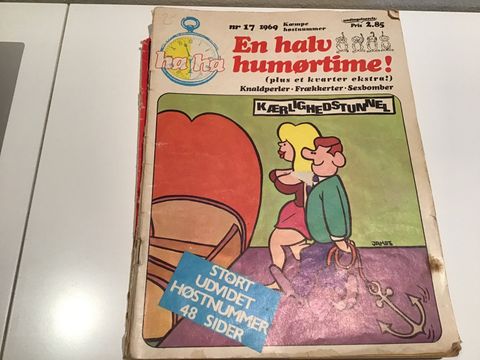 nr 17 1969 Kæmpe
høstnummer
Pris 2.85
ha ha
En halv
humørtime!
(plus et kvarter ekstra!)
Knaldperler · Frækkerter · Sexbomber
KÆRLIGHEDSTUNNEL
STORT
UDVIDET
HØSTNUMMER
48 SIDER